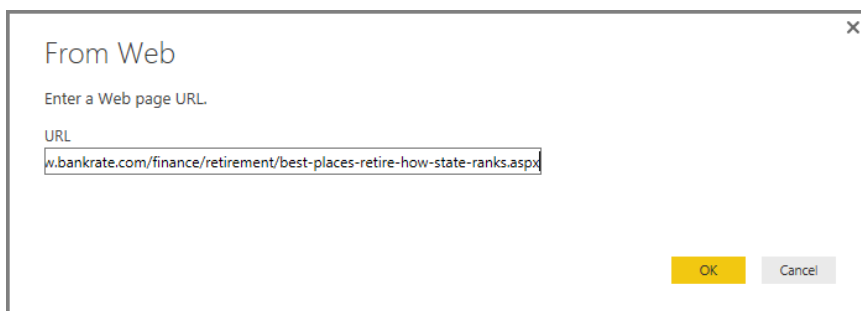 From Web
Enter a Web page URL.
URL
w.bankrate.com/finance/retirement/best-places-retire-how-state-ranks.aspx
OK Cancel